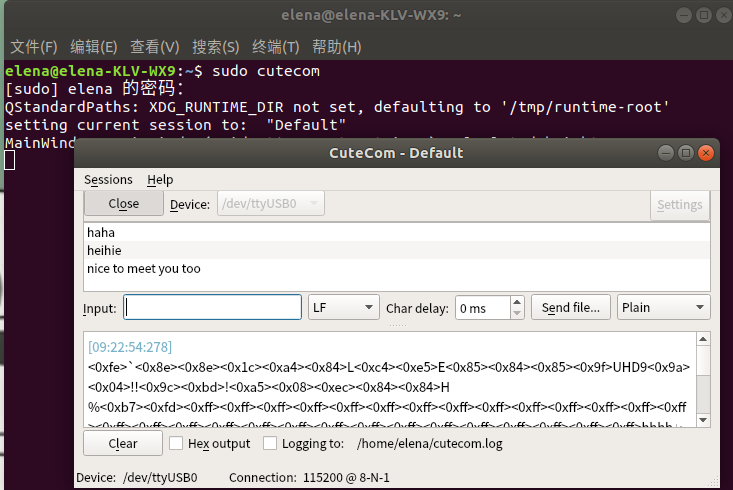 elena@elena-KLV-WX9: ~
文件(F) 编辑(E) 查看(V) 搜索(S) 终端(T) 帮助(H)
elena@elena-KLV-WX9:~$ sudo cutecom
[sudo] elena 的密码：
QStandardPaths: XDG_RUNTIME_DIR not set, defaulting to '/tmp/runtime-root'
setting current session to:  "Default"
CuteCom - Default
Sessions Help
Close Device: /dev/ttyUSB0 Settings
haha
heihie
nice to meet you too
Input: LF Char delay: 0 ms Send file... Plain
[09:22:54:278]
<0xfe>`<0x8e><0x8e><0x1c><0xa4><0x84>L<0xc4><0xe5>E<0x85><0x84><0x85><0x9f>UHD9<0x9a>
<0x04>!!<0x9c><0xbd>!<0xa5><0x08><0xec><0x84><0x84>H
%<0xb7><0xfd><0xff><0xff><0xff><0xff><0xff><0xff><0xff><0xff><0xff><0xff><0xff><0xff>
Clear Hex output Logging to: /home/elena/cutecom.log
Device: /dev/ttyUSB0 Connection: 115200 @ 8-N-1